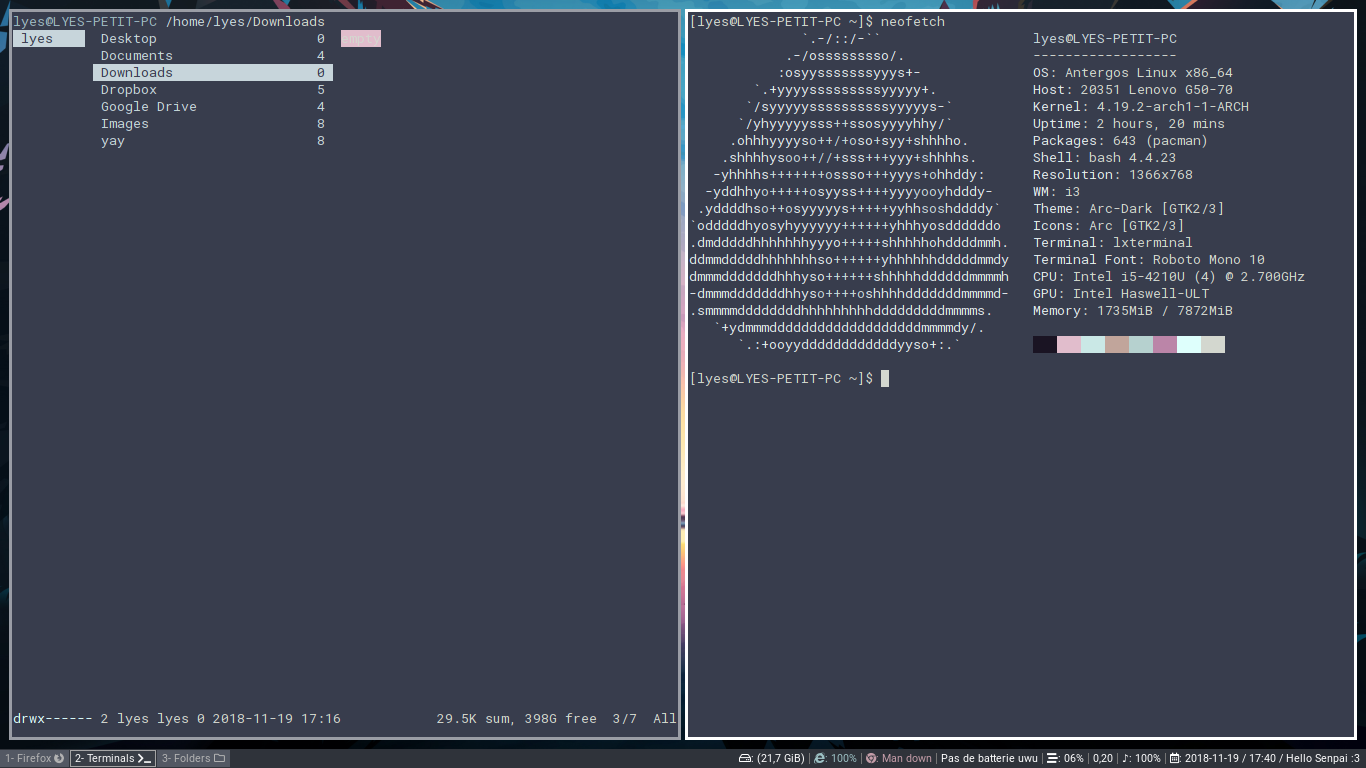 lyes@LYES-PETIT-PC /home/lyes/Downloads
lyes Desktop 0 empty
Documents 4
Downloads 0
Dropbox 5
Google Drive 4
Images 8
yay 8
drwx------ 2 lyes lyes 0 2018-11-19 17:16 29.5K sum, 398G free 3/7 All
[lyes@LYES-PETIT-PC ~]$ neofetch
`.-/::/-``
.-/osssssssso/.
:osyysssssssyyys+-
`.+yyyysssssssssyyyyy+.
`/syyyyyssssssssssyyyyys-`
`/yhyyyyysss++ssosyyyyhhy/`
.ohhhyyyyso++/+oso+syy+shhhho.
.shhhhysoo++//+sss+++yyy+shhhhs.
-yhhhhs+++++++ossso+++yyys+ohhddy:
-yddhhyo+++++osyyss++++yyyyooyhdddy-
.yddddhso++osyyyyys+++++yyhhsoshddddy`
`odddddhyosyhyyyyyy++++++yhhhyosddddddo
.dmdddddhhhhhhhyyyo+++++shhhhhohddddmmh.
ddmmdddddhhhhhhhso++++++yhhhhhhdddddmmdy
dmmmdddddddhhhyso++++++shhhhhddddddmmmmh
-dmmmdddddddhhyso++++oshhhhdddddddmmmmd-
.smmmmddddddddhhhhhhhhhdddddddddmmmms.
`+ydmmmdddddddddddddddddddmmmmdy/.
`.:+ooyyddddddddddddyyso+:.`
lyes@LYES-PETIT-PC
------------------
OS: Antergos Linux x86_64
Host: 20351 Lenovo G50-70
Kernel: 4.19.2-arch1-1-ARCH
Uptime: 2 hours, 20 mins
Packages: 643 (pacman)
Shell: bash 4.4.23
Resolution: 1366x768
WM: i3
Theme: Arc-Dark [GTK2/3]
Icons: Arc [GTK2/3]
Terminal: lxterminal
Terminal Font: Roboto Mono 10
CPU: Intel i5-4210U (4) @ 2.700GHz
GPU: Intel Haswell-ULT
Memory: 1735MiB / 7872MiB
[lyes@LYES-PETIT-PC ~]$
1- Firefox 2- Terminals 3- Folders : (21,7 GiB) | : 100% | : Man down | Pas de batterie uwu | : 06% | 0,20 | ♪: 100% | : 2018-11-19 / 17:40 / Hello Senpai :3